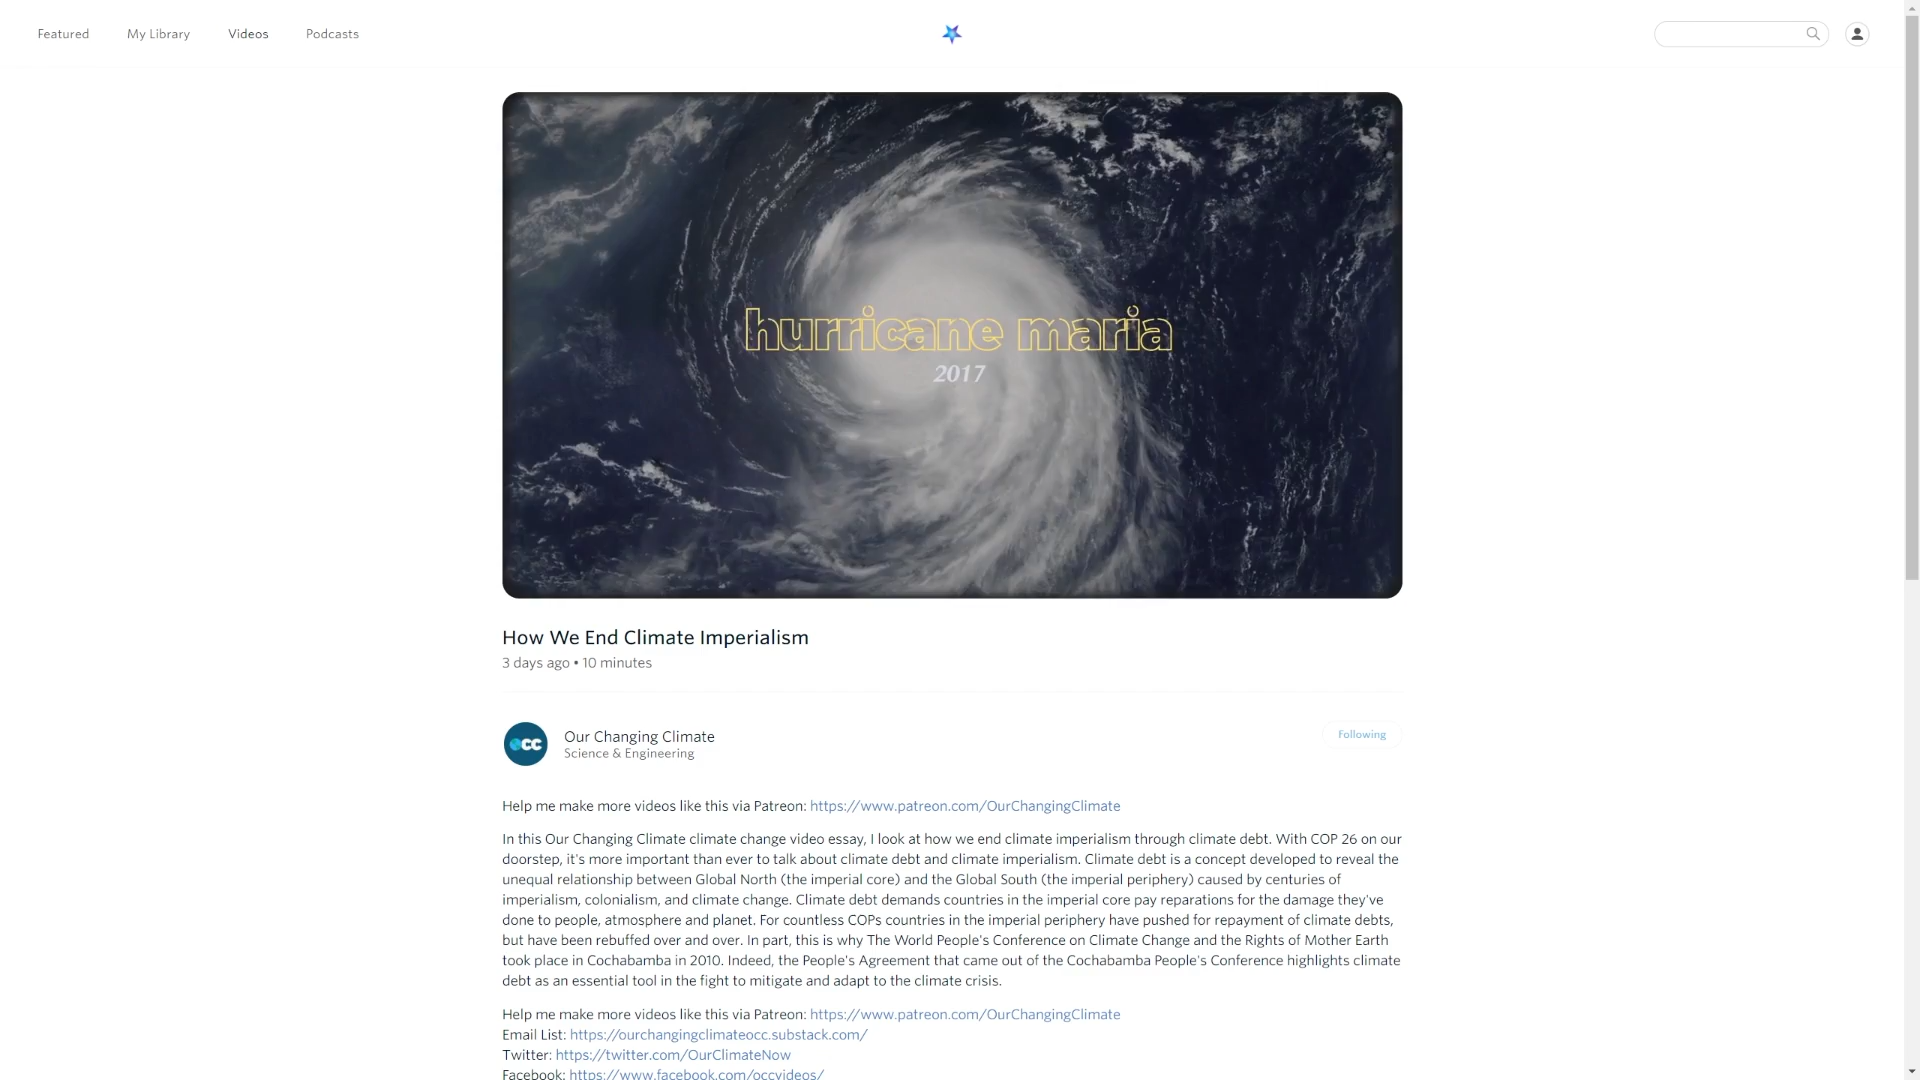 Featured My Library Videos Podcasts
hurricane maria
2017
How We End Climate Imperialism
3 days ago • 10 minutes
OCC
Our Changing Climate
Science & Engineering
Following
Help me make more videos like this via Patreon: https://www.patreon.com/OurChangingClimate
In this Our Changing Climate climate change video essay, I look at how we end climate imperialism through climate debt. With COP 26 on our
doorstep, it's more important than ever to talk about climate debt and climate imperialism. Climate debt is a concept developed to reveal the
unequal relationship between Global North (the imperial core) and the Global South (the imperial periphery) caused by centuries of
imperialism, colonialism, and climate change. Climate debt demands countries in the imperial core pay reparations for the damage they've
done to people, atmosphere and planet. For countless COPs countries in the imperial periphery have pushed for repayment of climate debts,
but have been rebuffed over and over. In part, this is why The World People's Conference on Climate Change and the Rights of Mother Earth
took place in Cochabamba in 2010. Indeed, the People's Agreement that came out of the Cochabamba People's Conference highlights climate
debt as an essential tool in the fight to mitigate and adapt to the climate crisis.
Help me make more videos like this via Patreon: https://www.patreon.com/OurChangingClimate
Email List: https://ourchangingclimateocc.substack.com/
Twitter: https://twitter.com/OurClimateNow
Facebook: https://www.facebook.com/occvideos/